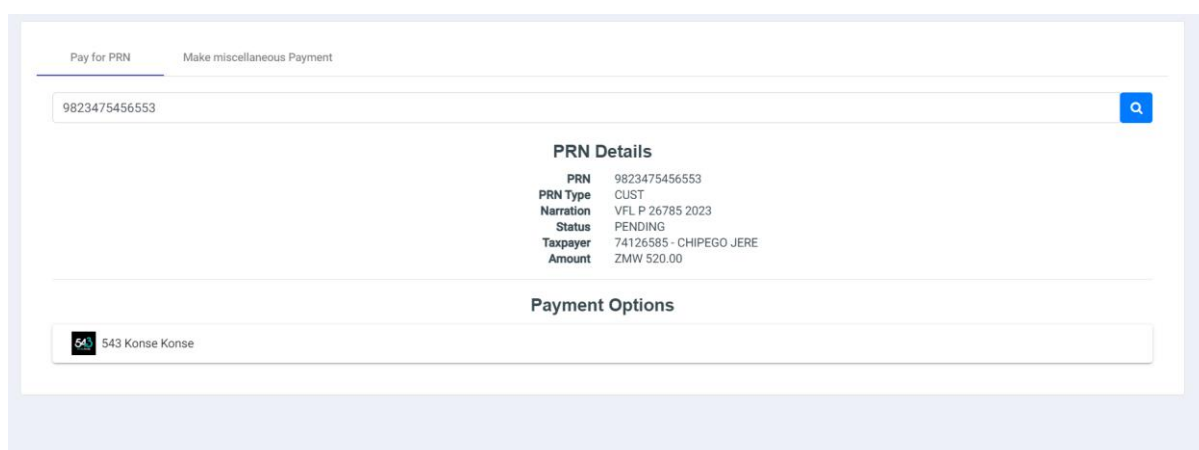 Pay for PRN Make miscellaneous Payment
9823475456553
PRN Details
PRN 9823475456553
PRN Type CUST
Narration VFL P 26785 2023
Status PENDING
Taxpayer 74126585 - CHIPEGO JERE
Amount ZMW 520.00
Payment Options
543 543 Konse Konse